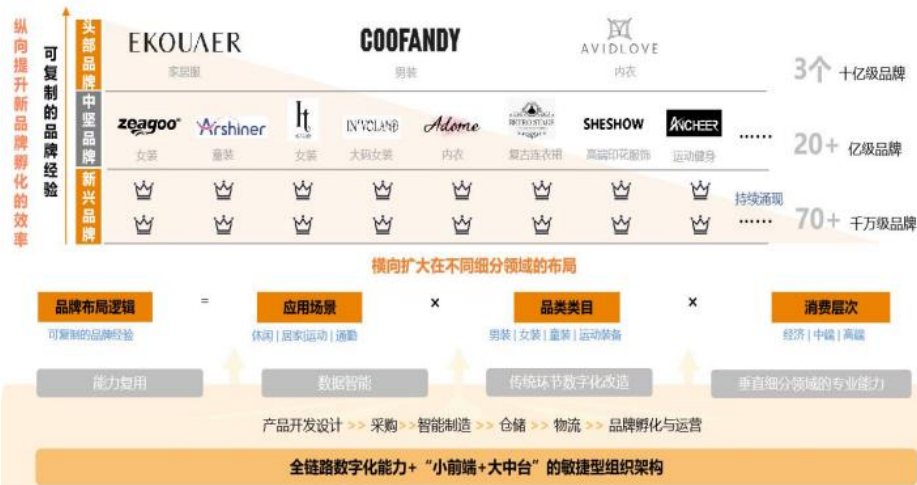 纵向提升新品牌孵化的效率
可复制的品牌经验
头部品牌
EKOUAER
家居服
COOFANDY
男装
AVIDLOVE
内衣
3个 十亿级品牌
中坚品牌
zeagoo
女装
Arshiner
童装
It
女装
IN'VOLAND
大码女装
Adome
内衣
RETRO STAGE
复古连衣裙
SHESHOW
高端印花服饰
ANCHEER
运动健身
······
20+ 亿级品牌
新兴品牌
持续涌现
······
70+ 千万级品牌
横向扩大在不同细分领域的布局
品牌布局逻辑 = 应用场景 × 品类类目 × 消费层次
可复制的品牌经验 休闲|居家|运动|通勤 男装|女装|童装|运动装备 经济|中端|高端
能力复用 数据智能 传统环节数字化改造 垂直细分领域的专业能力
产品开发设计 >> 采购 >> 智能制造 >> 仓储 >> 物流 >> 品牌孵化与运营
全链路数字化能力+“小前端+大中台”的敏捷型组织架构